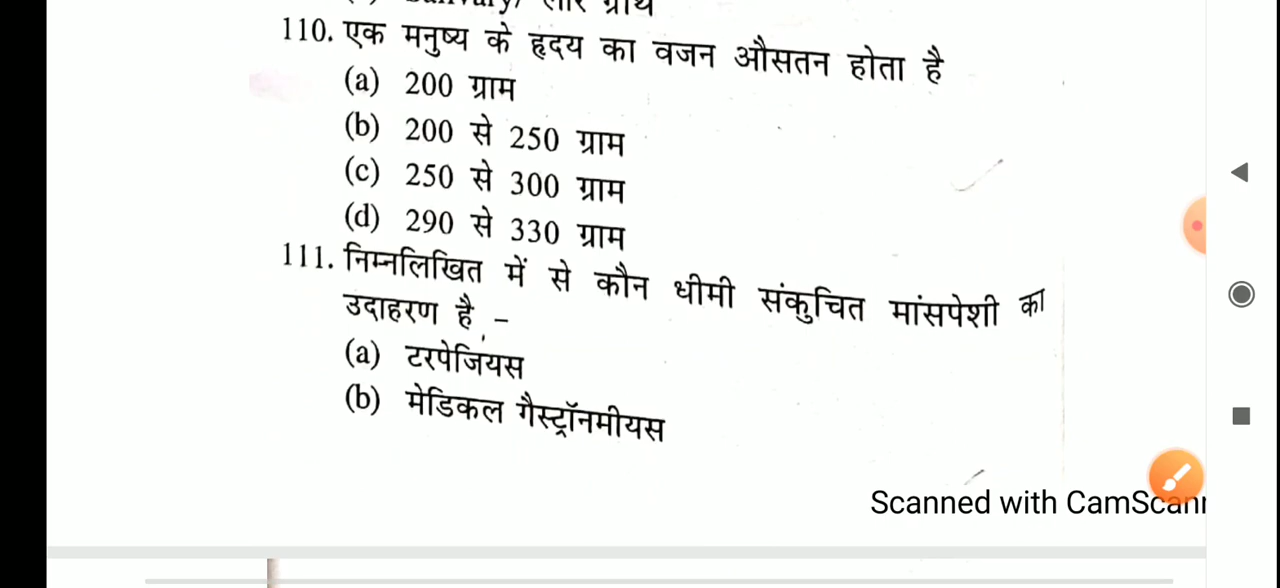 110. एक मनुष्य के हृदय का वजन औसतन होता है
(a) 200 ग्राम
(b) 200 से 250 ग्राम
(c) 250 से 300 ग्राम
(d) 290 से 330 ग्राम
111. निम्नलिखित में से कौन धीमी संकुचित मांसपेशी का
उदाहरण है -
(a) टरपेजियस
(b) मेडिकल गैस्ट्रॉनमीयस
Scanned with CamScanr